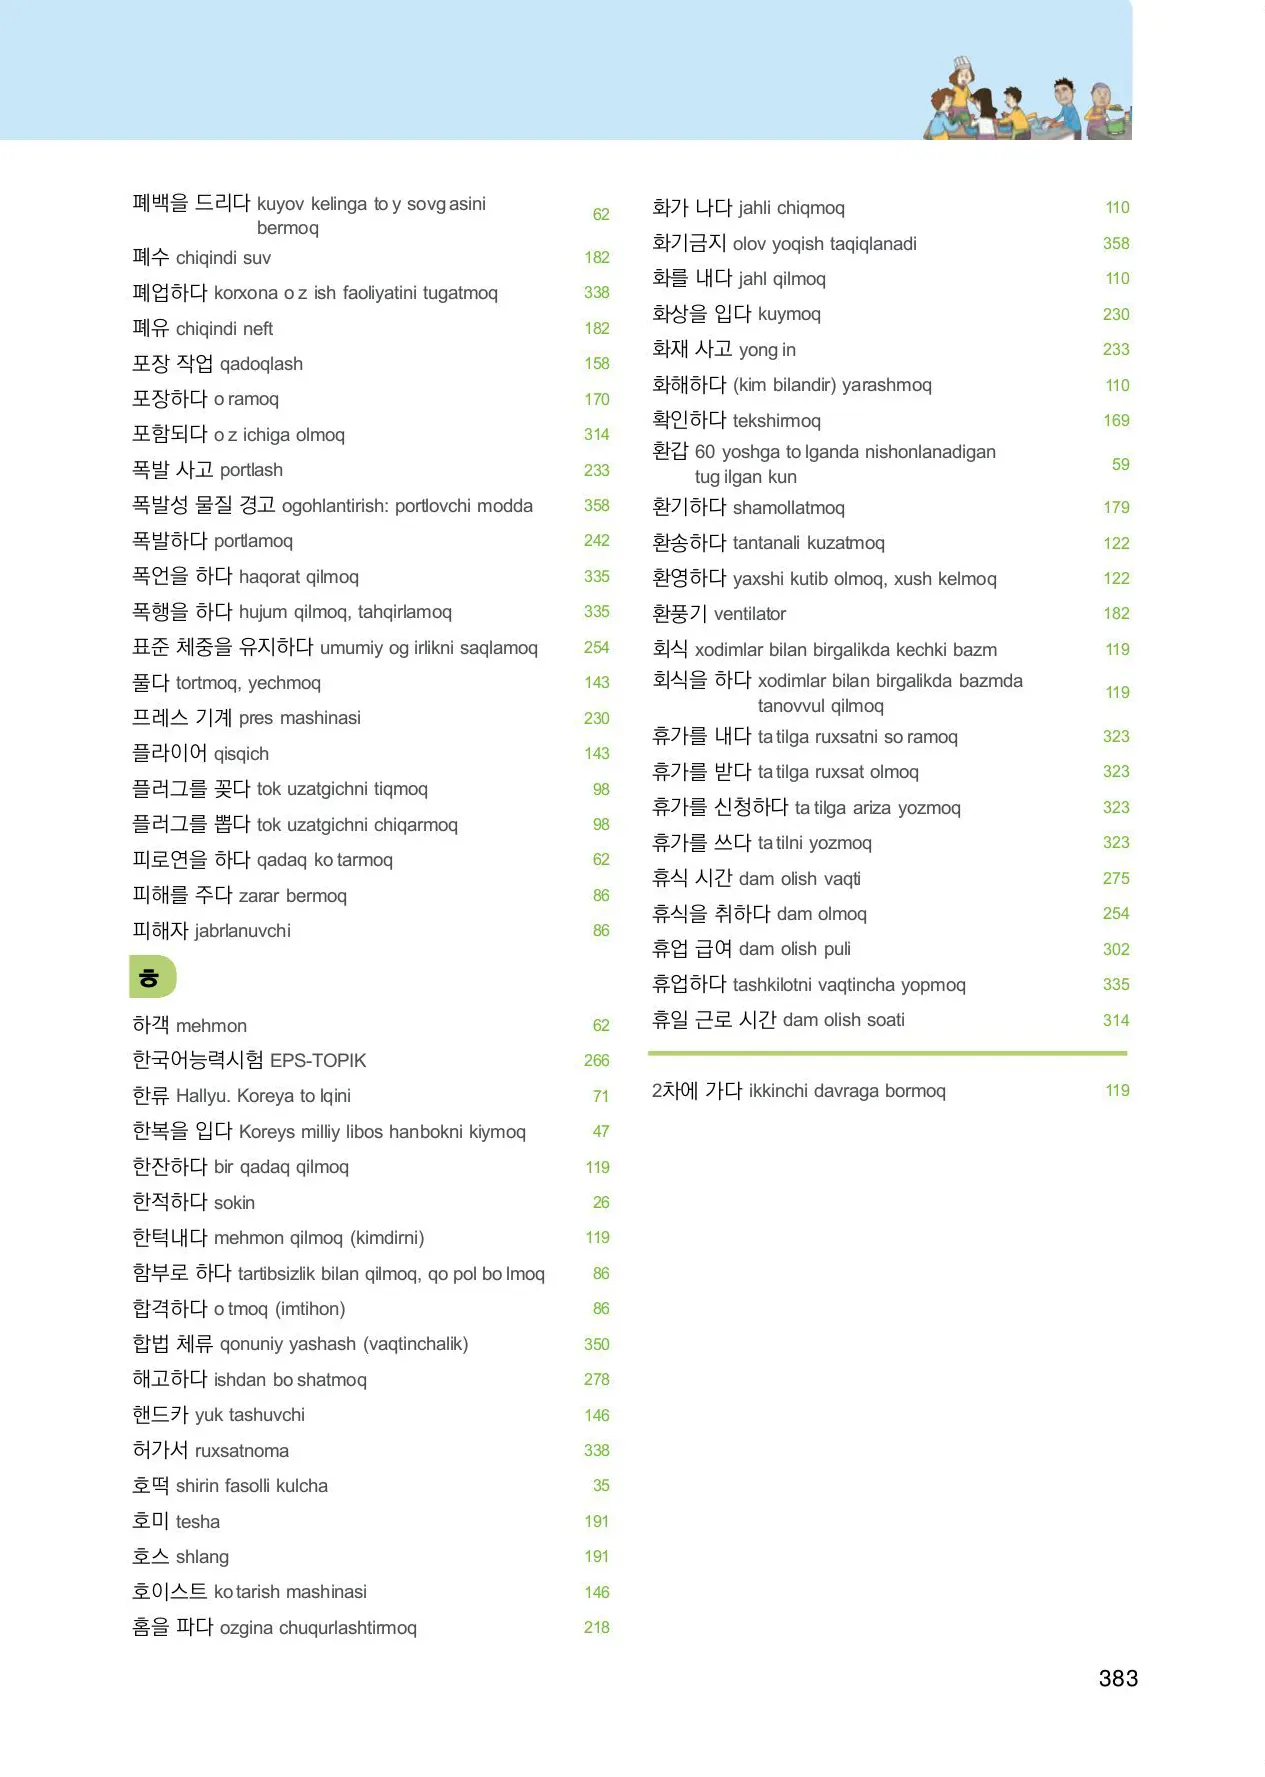 폐백을 드리다 kuyov kelinga to y sovg asini
bermoq 62
폐수 chiqindi suv 182
폐업하다 korxona o z ish faoliyatini tugatmoq 338
폐유 chiqindi neft 182
포장 작업 qadoqlash 158
포장하다 o ramoq 170
포함되다 o z ichiga olmoq 314
폭발 사고 portlash 233
폭발성 물질 경고 ogohlantirish: portlovchi modda 358
폭발하다 portlamoq 242
폭언을 하다 haqorat qilmoq 335
폭행을 하다 hujum qilmoq, tahqirlamoq 335
표준 체중을 유지하다 umumiy og irlikni saqlamoq 254
풀다 tortmoq, yechmoq 143
프레스 기계 pres mashinasi 230
플라이어 qisqich 143
플러그를 꽂다 tok uzatgichni tiqmoq 98
플러그를 뽑다 tok uzatgichni chiqarmoq 98
피로연을 하다 qadaq ko tarmoq 62
피해를 주다 zarar bermoq 86
피해자 jabrlanuvchi 86
ㅎ
하객 mehmon 62
한국어능력시험 EPS-TOPIK 266
한류 Hallyu. Koreya to lqini 71
한복을 입다 Koreys milliy libos hanbokni kiymoq 47
한잔하다 bir qadaq qilmoq 119
한적하다 sokin 26
한턱내다 mehmon qilmoq (kimdirni) 119
함부로 하다 tartibsizlik bilan qilmoq, qo pol bo lmoq 86
합격하다 o tmoq (imtihon) 86
합법 체류 qonuniy yashash (vaqtinchalik) 350
해고하다 ishdan bo shatmoq 278
핸드카 yuk tashuvchi 146
허가서 ruxsatnoma 338
호떡 shirin fasolli kulcha 35
호미 tesha 191
호스 shlang 191
호이스트 ko tarish mashinasi 146
홈을 파다 ozgina chuqurlashtirmoq 218
화가 나다 jahli chiqmoq 110
화기금지 olov yoqish taqiqlanadi 358
화를 내다 jahl qilmoq 110
화상을 입다 kuymoq 230
화재 사고 yong in 233
화해하다 (kim bilandir) yarashmoq 110
확인하다 tekshirmoq 169
환갑 60 yoshga to lganda nishonlanadigan
tug ilgan kun 59
환기하다 shamollatmoq 179
환송하다 tantanali kuzatmoq 122
환영하다 yaxshi kutib olmoq, xush kelmoq 122
환풍기 ventilator 182
회식 xodimlar bilan birgalikda kechki bazm 119
회식을 하다 xodimlar bilan birgalikda bazmda
tanovvul qilmoq 119
휴가를 내다 ta tilga ruxsatni so ramoq 323
휴가를 받다 ta tilga ruxsat olmoq 323
휴가를 신청하다 ta tilga ariza yozmoq 323
휴가를 쓰다 ta tilni yozmoq 323
휴식 시간 dam olish vaqti 275
휴식을 취하다 dam olmoq 254
휴업 급여 dam olish puli 302
휴업하다 tashkilotni vaqtincha yopmoq 335
휴일 근로 시간 dam olish soati 314
2차에 가다 ikkinchi davraga bormoq 119
383